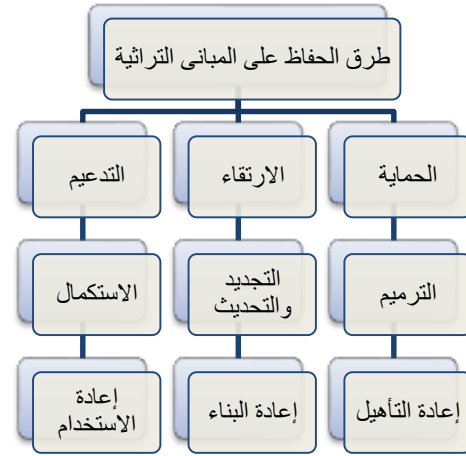 طرق الحفاظ على المبانى التراثية
الحماية
الارتقاء
التدعيم
الترميم
التجديد
والتحديث
الاستكمال
إعادة التأهيل
إعادة البناء
إعادة
الاستخدام